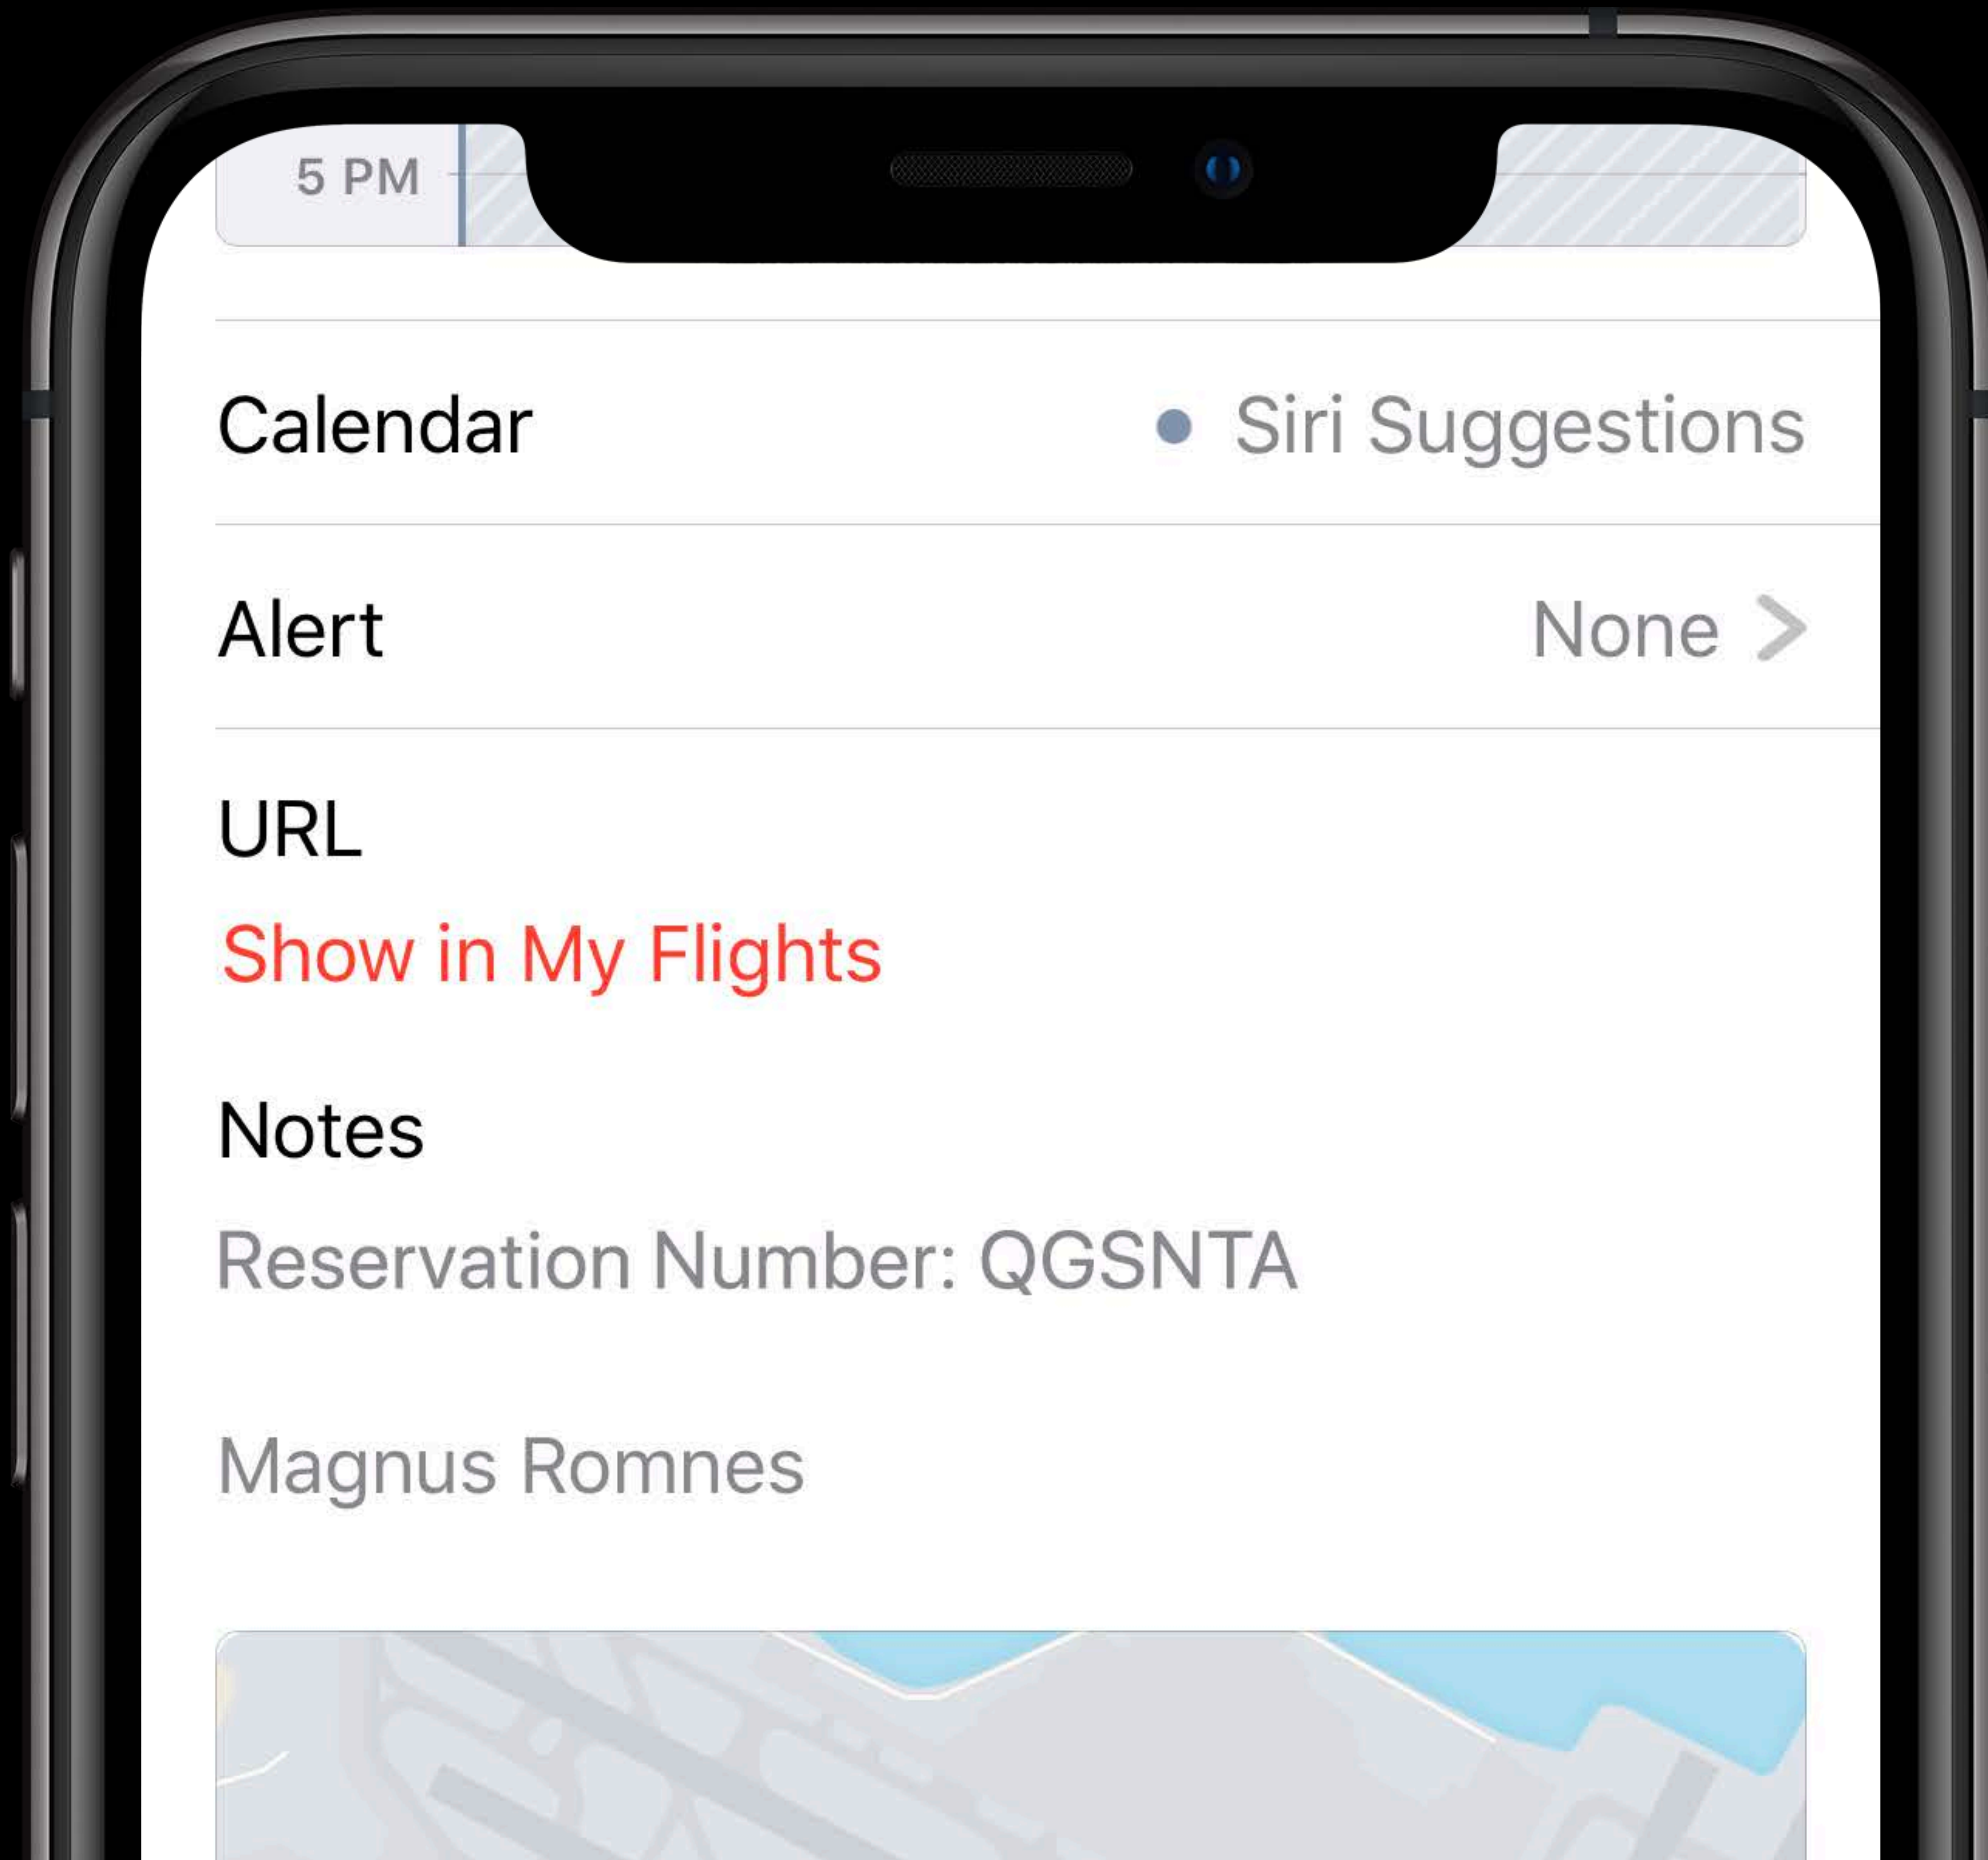 5 PM
Calendar
Siri Suggestions
Alert
None
URL
Show in My Flights
Notes
Reservation Number: QGSNTA
Magnus Romnes